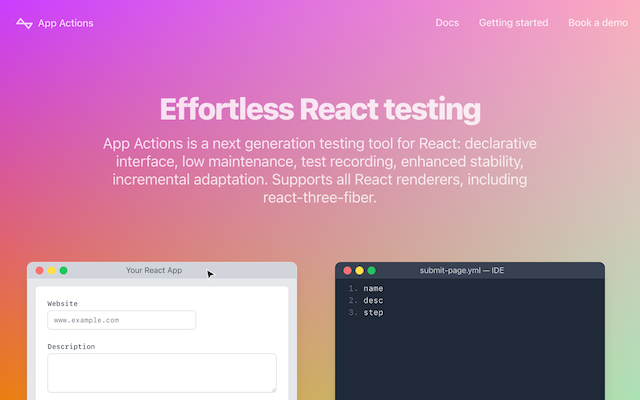 App Actions
Docs
Getting started
Book a demo
Effortless React testing
App Actions is a next generation testing tool for React: declarative
interface, low maintenance, test recording, enhanced stability,
incremental adaptation. Supports all React renderers, including
react-three-fiber.
Your React App
Website
www.example.com
Description
submit-page.yml — IDE
1. name
2. desc
3. step